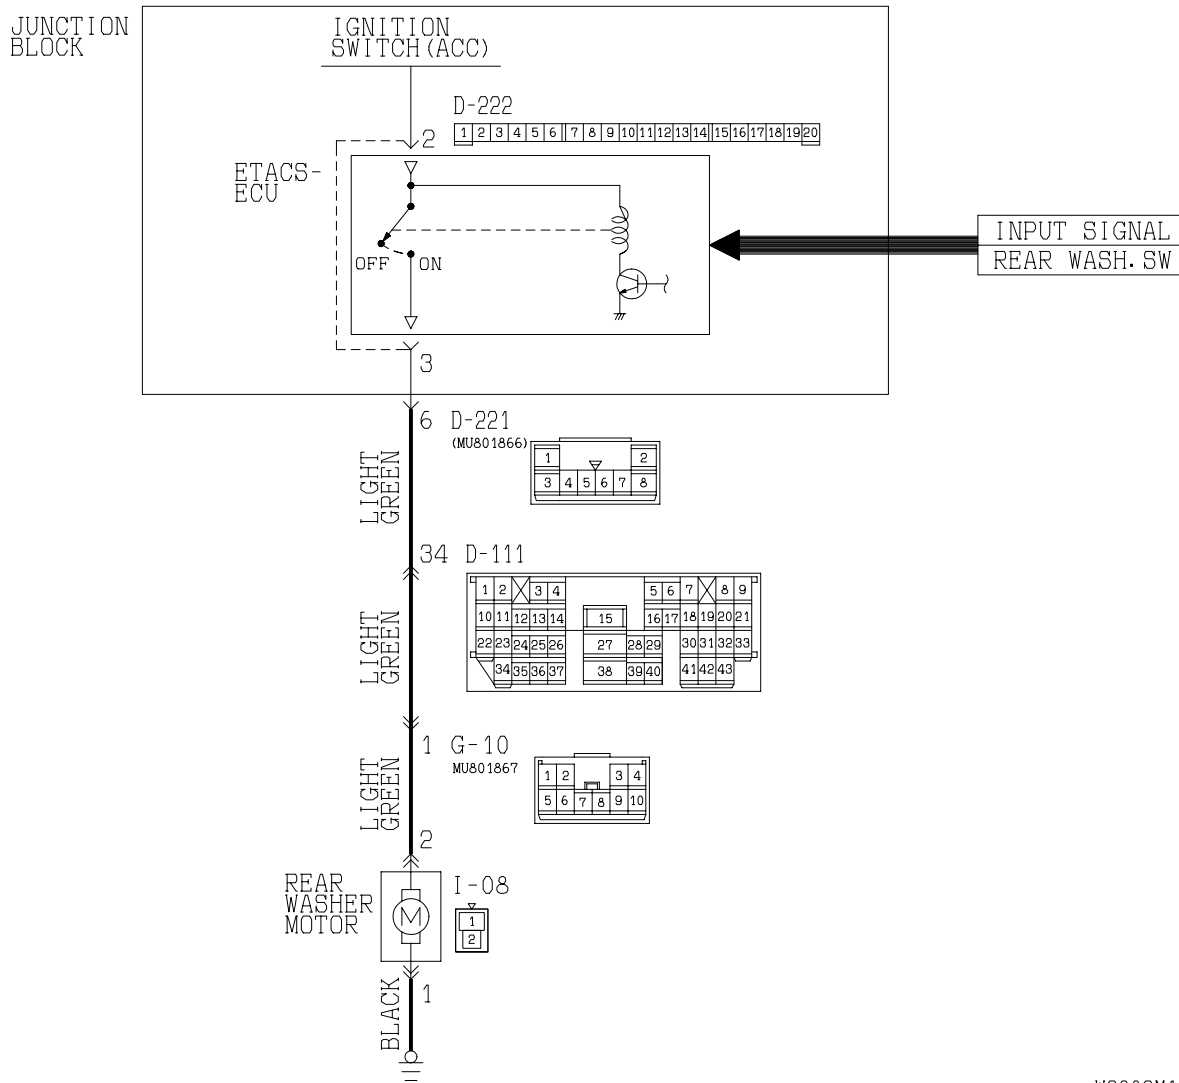 JUNCTION
BLOCK
IGNITION
SWITCH(ACC)
D-222
2
1 2 3 4 5 6 7 8 9 10 11 12 13 14 15 16 17 18 19 20
ETACS-
ECU
OFF ON
INPUT SIGNAL
REAR WASH.SW
3
6 D-221
(MU801866)
1 2
3 4 5 6 7 8
LIGHT
GREEN
34 D-111
1 2 3 4 5 6 7 8 9
10 11 12 13 14 15 16 17 18 19 20 21
22 23 24 25 26 27 28 29 30 31 32 33
34 35 36 37 38 39 40 41 42 43
LIGHT
GREEN
1 G-10
MU801867
1 2 3 4
5 6 7 8 9 10
LIGHT
GREEN
2
REAR
WASHER
MOTOR
M
I-08
1
2
1
BLACK